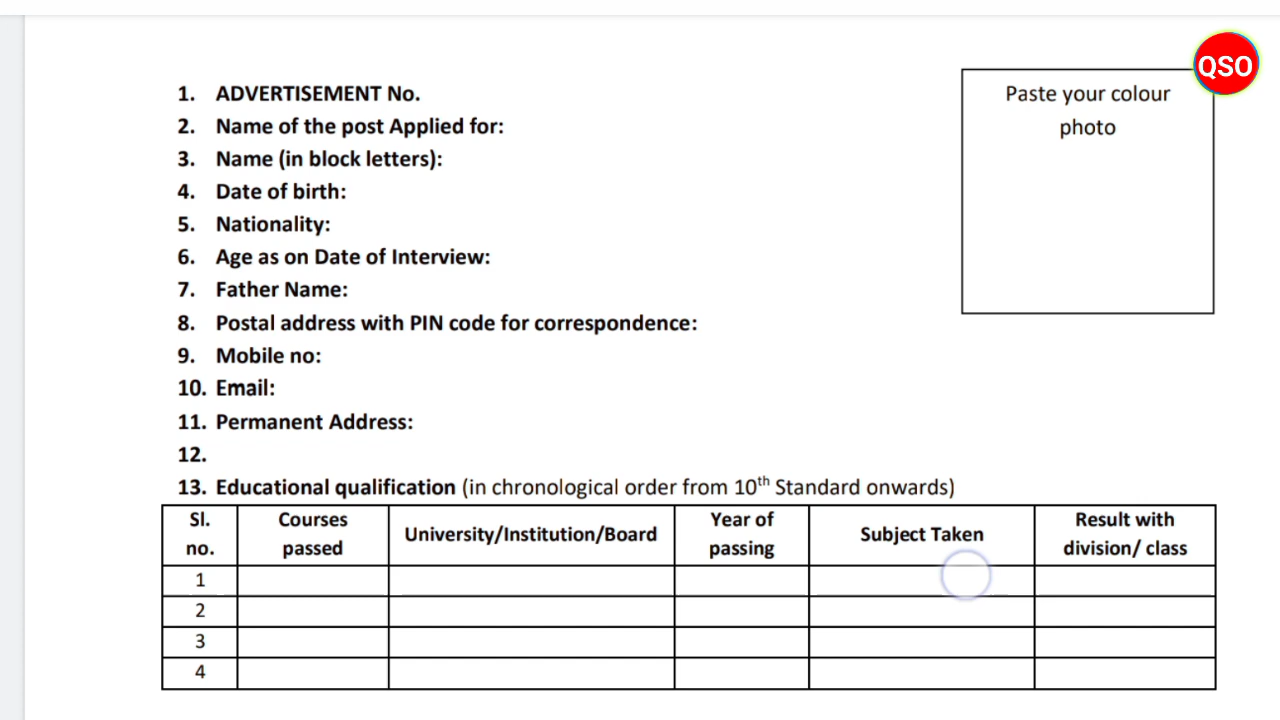 QSO
Paste your colour
photo
1. ADVERTISEMENT No.
2. Name of the post Applied for:
3. Name (in block letters):
4. Date of birth:
5. Nationality:
6. Age as on Date of Interview:
7. Father Name:
8. Postal address with PIN code for correspondence:
9. Mobile no:
10. Email:
11. Permanent Address:
12.
13. Educational qualification (in chronological order from 10th Standard onwards)
Sl. no. Courses passed University/Institution/Board Year of passing Subject Taken Result with division/ class
1
2
3
4